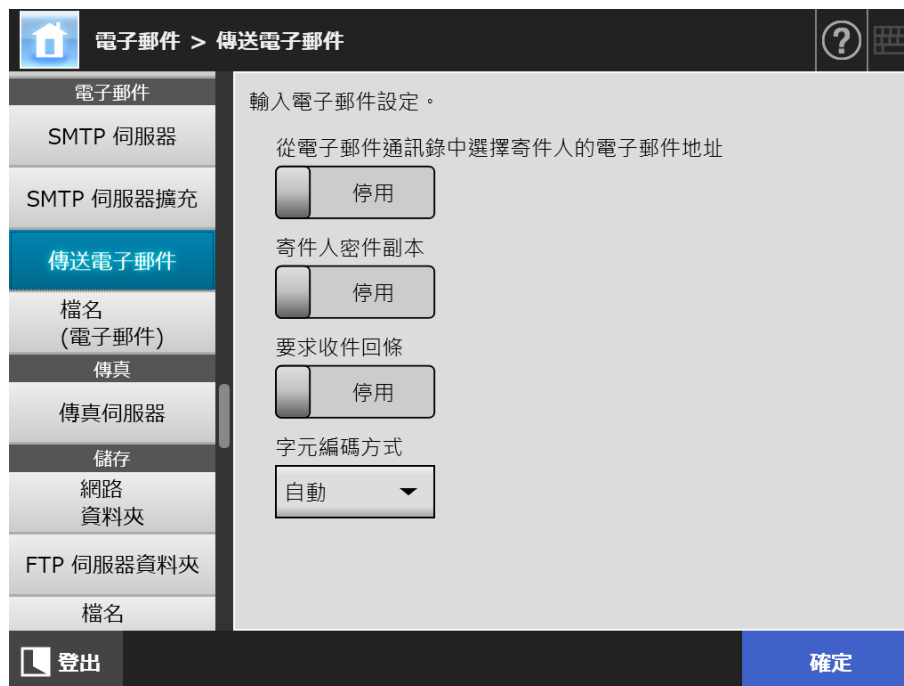 電子郵件 > 傳送電子郵件
?
電子郵件
SMTP 伺服器
SMTP 伺服器擴充
傳送電子郵件
檔名
(電子郵件)
傳真
傳真伺服器
儲存
網路
資料夾
FTP 伺服器資料夾
檔名
輸入電子郵件設定。
從電子郵件通訊錄中選擇寄件人的電子郵件地址
停用
寄件人密件副本
停用
要求收件回條
停用
字元編碼方式
自動
登出
確定